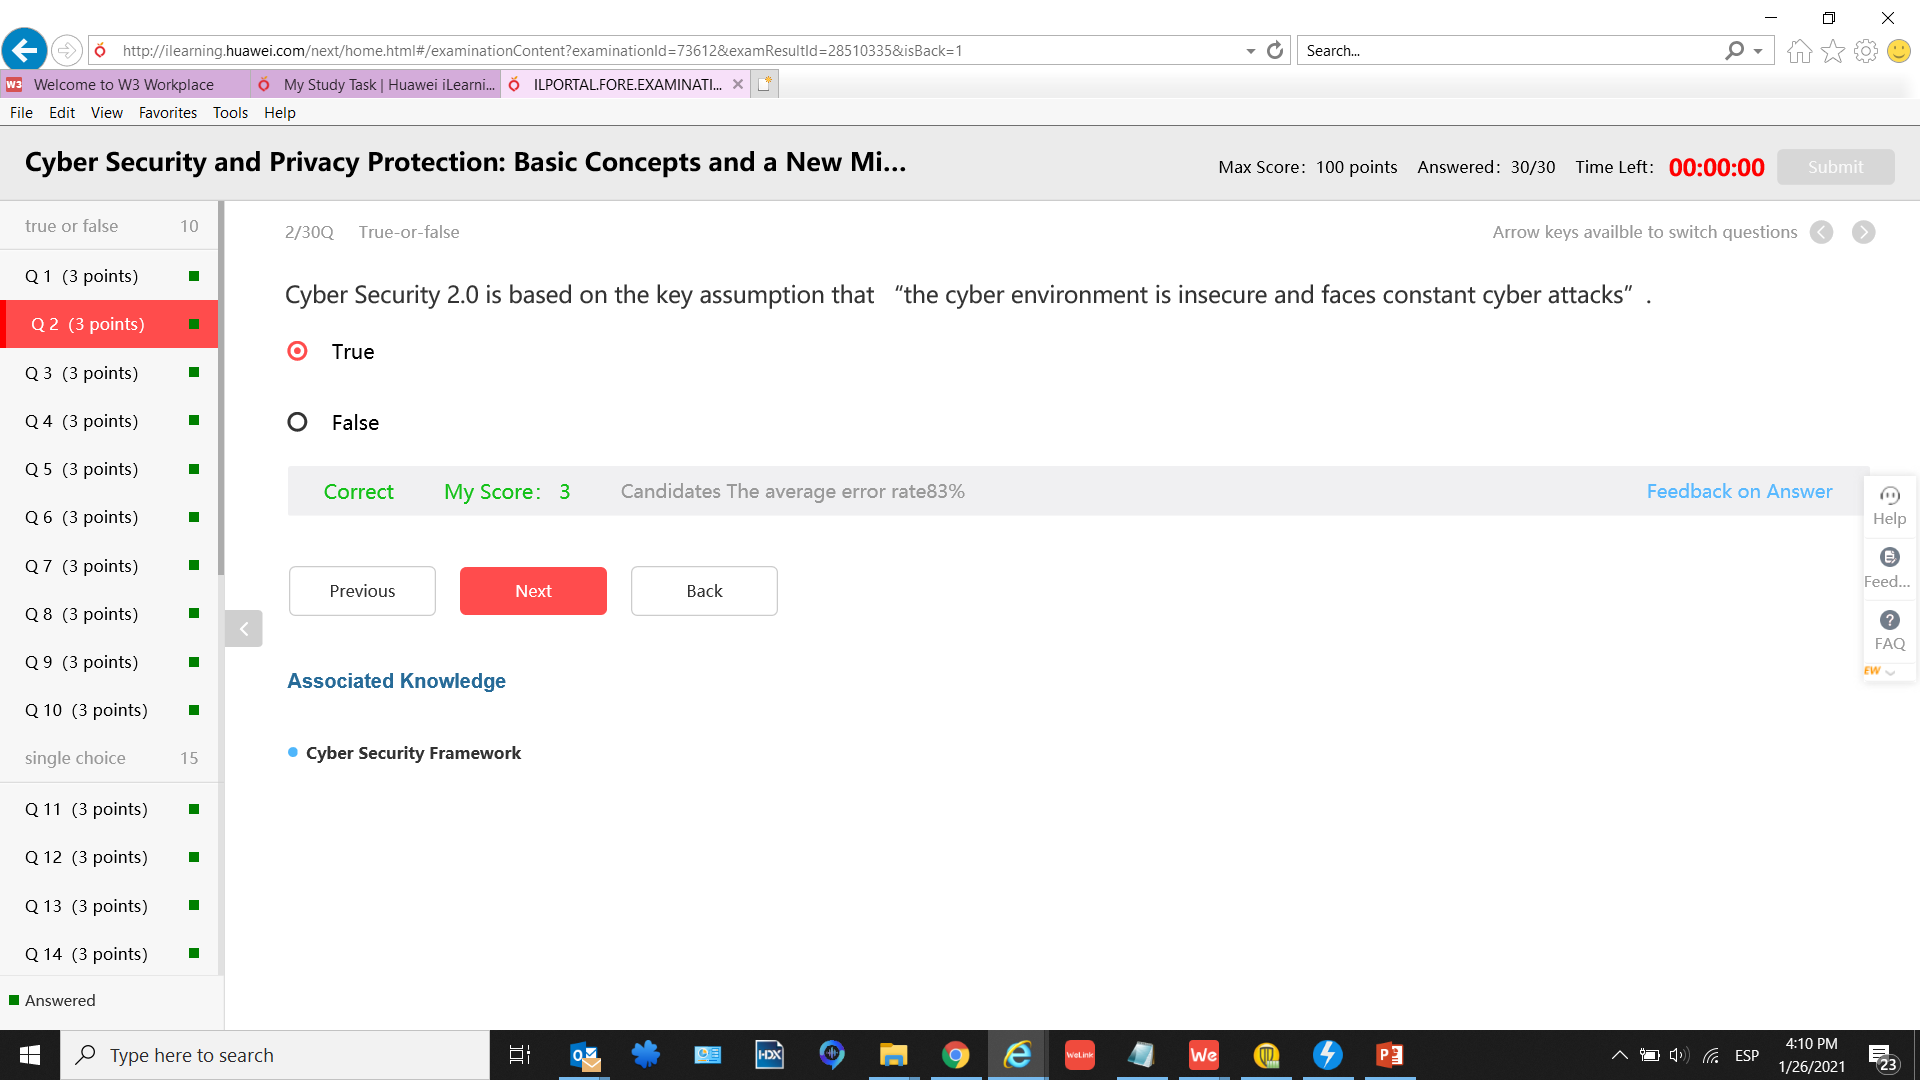 http://ilearning.huawei.com/next/home.html#/examinationContent?examinationId=73612&examResultId=28510335&isBack=1
Search...
W3 Welcome to W3 Workplace
My Study Task | Huawei iLearni...
ILPORTAL.FORE.EXAMINATI...
File Edit View Favorites Tools Help
Cyber Security and Privacy Protection: Basic Concepts and a New Mi...
Max Score: 100 points Answered: 30/30 Time Left: 00:00:00 Submit
true or false 10
Q 1 (3 points)
Q 2 (3 points)
Q 3 (3 points)
Q 4 (3 points)
Q 5 (3 points)
Q 6 (3 points)
Q 7 (3 points)
Q 8 (3 points)
Q 9 (3 points)
Q 10 (3 points)
single choice 15
Q 11 (3 points)
Q 12 (3 points)
Q 13 (3 points)
Q 14 (3 points)
Answered
2/30Q True-or-false
Arrow keys availble to switch questions
Cyber Security 2.0 is based on the key assumption that “the cyber environment is insecure and faces constant cyber attacks” .
True
False
Correct My Score: 3 Candidates The average error rate83% Feedback on Answer
Previous Next Back
Associated Knowledge
Cyber Security Framework
Help
Feed...
FAQ
EW
Type here to search
HDX
WeLink
We
ESP
4:10 PM
1/26/2021
23